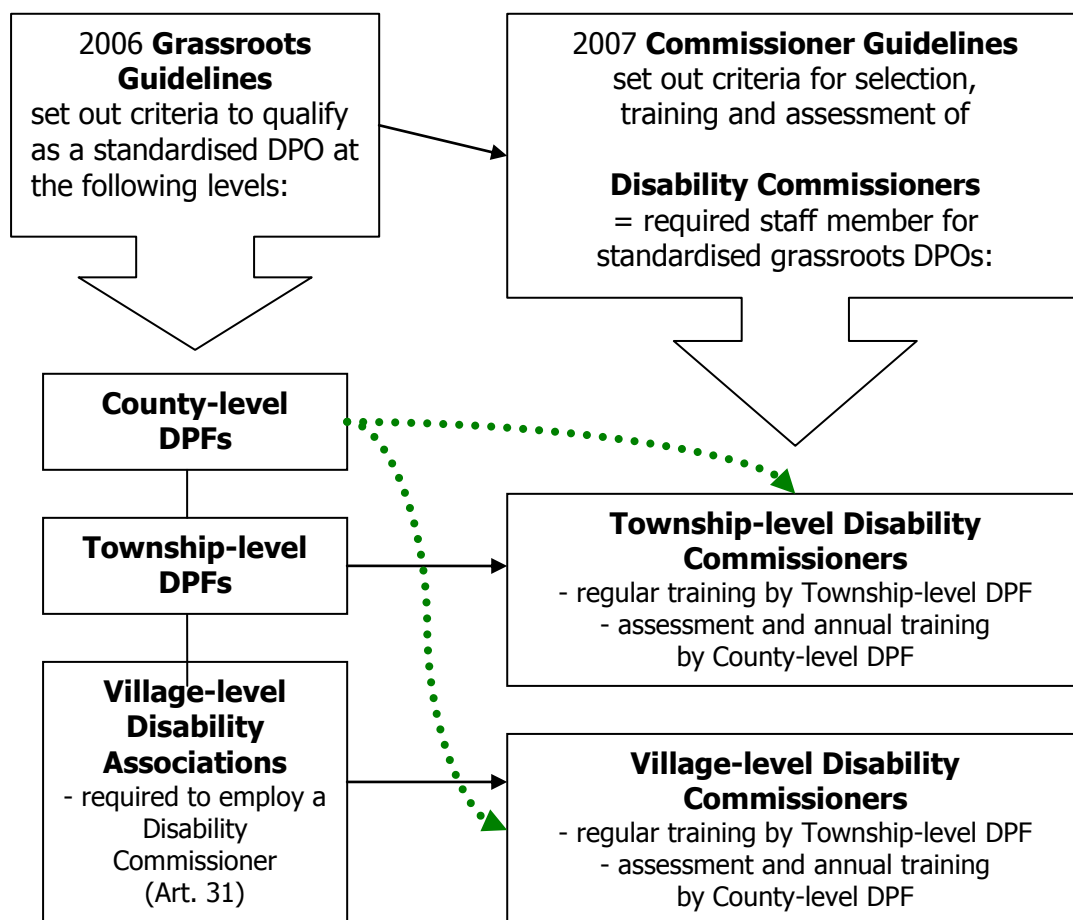 2006 Grassroots
Guidelines
set out criteria to qualify
as a standardised DPO at
the following levels:
2007 Commissioner Guidelines
set out criteria for selection,
training and assessment of
Disability Commissioners
= required staff member for
standardised grassroots DPOs:
County-level
DPFs
Township-level
DPFs
Township-level Disability
Commissioners
- regular training by Township-level DPF
- assessment and annual training
by County-level DPF
Village-level
Disability
Associations
- required to employ a
Disability
Commissioner
(Art. 31)
Village-level Disability
Commissioners
- regular training by Township-level DPF
- assessment and annual training
by County-level DPF